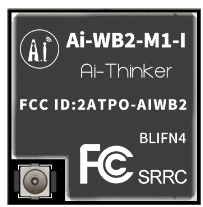 Ai
Ai-WB2-M1-I
Ai-Thinker
FCC ID:2ATPO-AIWB2
BLIFN4
FC SRRC